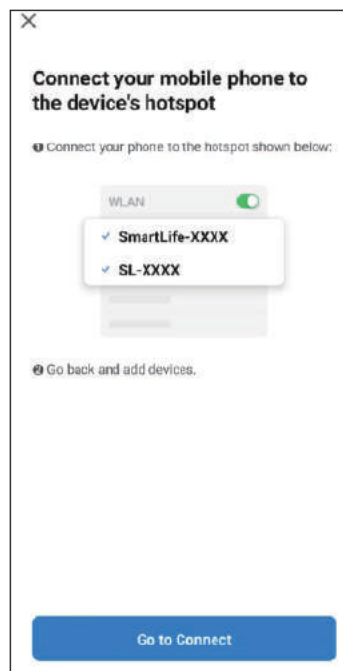 Connect your mobile phone to
the device's hotspot
❶ Connect your phone to the hotspot shown below:
WLAN
SmartLife-XXXX
SL-XXXX
❷ Go back and add devices.
Go to Connect